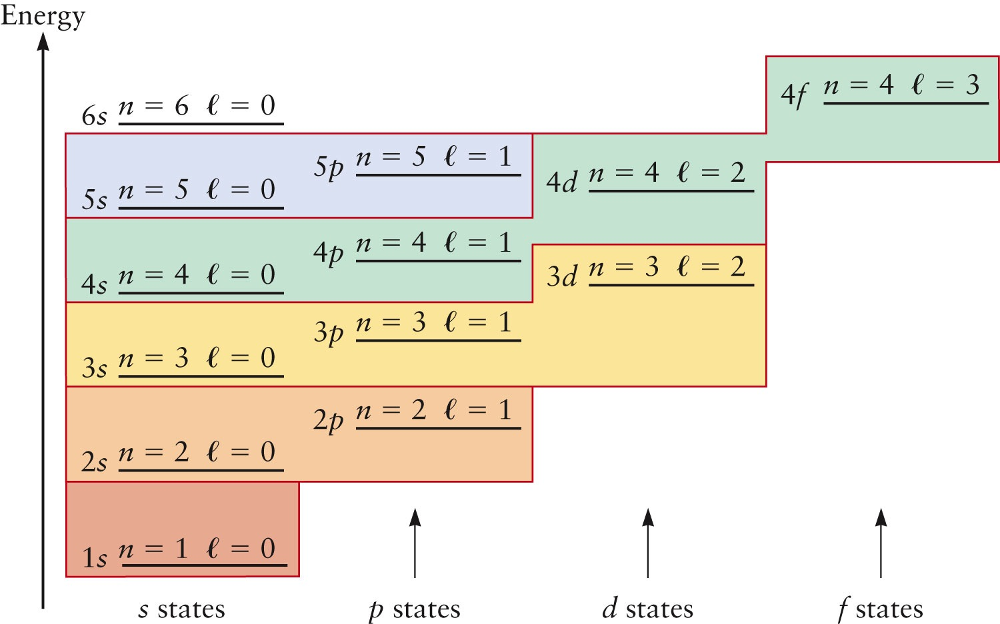 Energy
4f n = 4 ℓ = 3
6s n = 6 ℓ = 0
5p n = 5 ℓ = 1
4d n = 4 ℓ = 2
5s n = 5 ℓ = 0
4p n = 4 ℓ = 1
3d n = 3 ℓ = 2
4s n = 4 ℓ = 0
3p n = 3 ℓ = 1
3s n = 3 ℓ = 0
2p n = 2 ℓ = 1
2s n = 2 ℓ = 0
1s n = 1 ℓ = 0
s states
p states
d states
f states